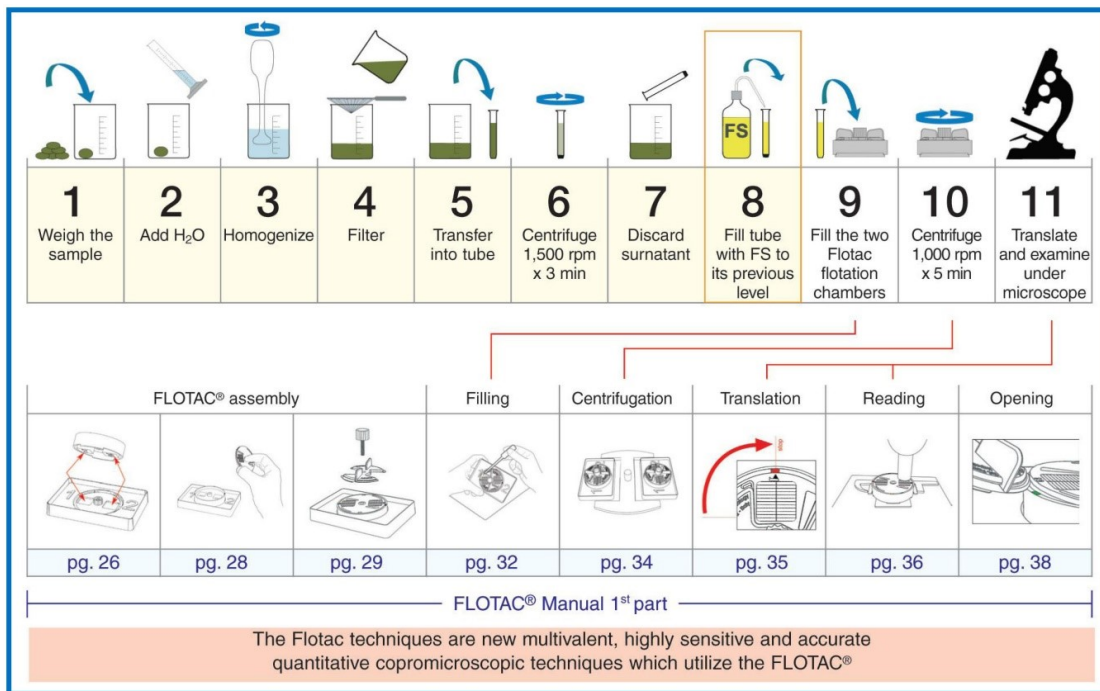 FS
1
Weigh the
sample
2
Add H₂O
3
Homogenize
4
Filter
5
Transfer
into tube
6
Centrifuge
1,500 rpm
x 3 min
7
Discard
surnatant
8
Fill tube
with FS to
its previous
level
9
Fill the two
Flotac
flotation
chambers
10
Centrifuge
1,000 rpm
x 5 min
11
Translate
and examine
under
microscope
FLOTAC® assembly
Filling
Centrifugation
Translation
Reading
Opening
stop
pg. 26
pg. 28
pg. 29
pg. 32
pg. 34
pg. 35
pg. 36
pg. 38
FLOTAC® Manual 1st part
The Flotac techniques are new multivalent, highly sensitive and accurate
quantitative copromicroscopic techniques which utilize the FLOTAC®